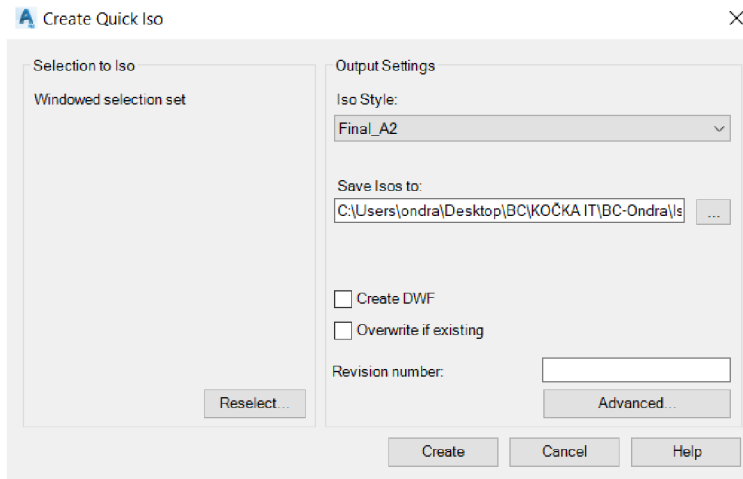 Create Quick Iso
Selection to Iso
Windowed selection set
Reselect...
Output Settings
Iso Style:
Final_A2
Save Isos to:
C:\Users\ondra\Desktop\BC\KOČKA IT\BC-Ondra\Is
...
Create DWF
Overwrite if existing
Revision number:
Advanced...
Create Cancel Help